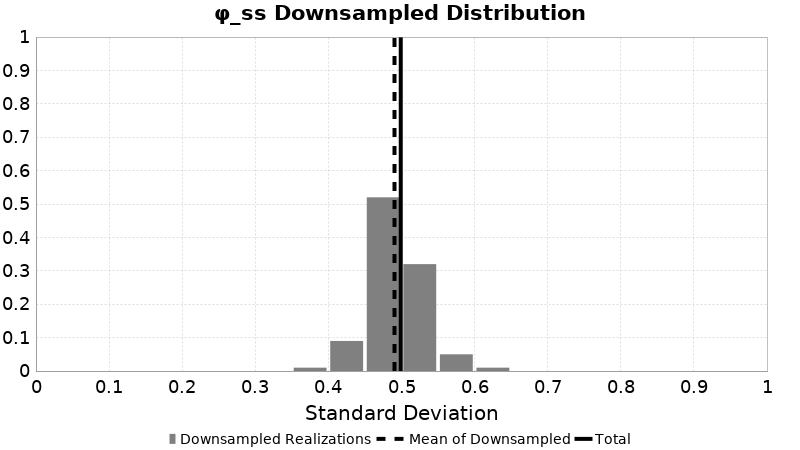 φ_ss Downsampled Distribution
1
0.9
0.8
0.7
0.6
0.5
0.4
0.3
0.2
0.1
0
0 0.1 0.2 0.3 0.4 0.5 0.6 0.7 0.8 0.9 1
Standard Deviation
Downsampled Realizations Mean of Downsampled Total